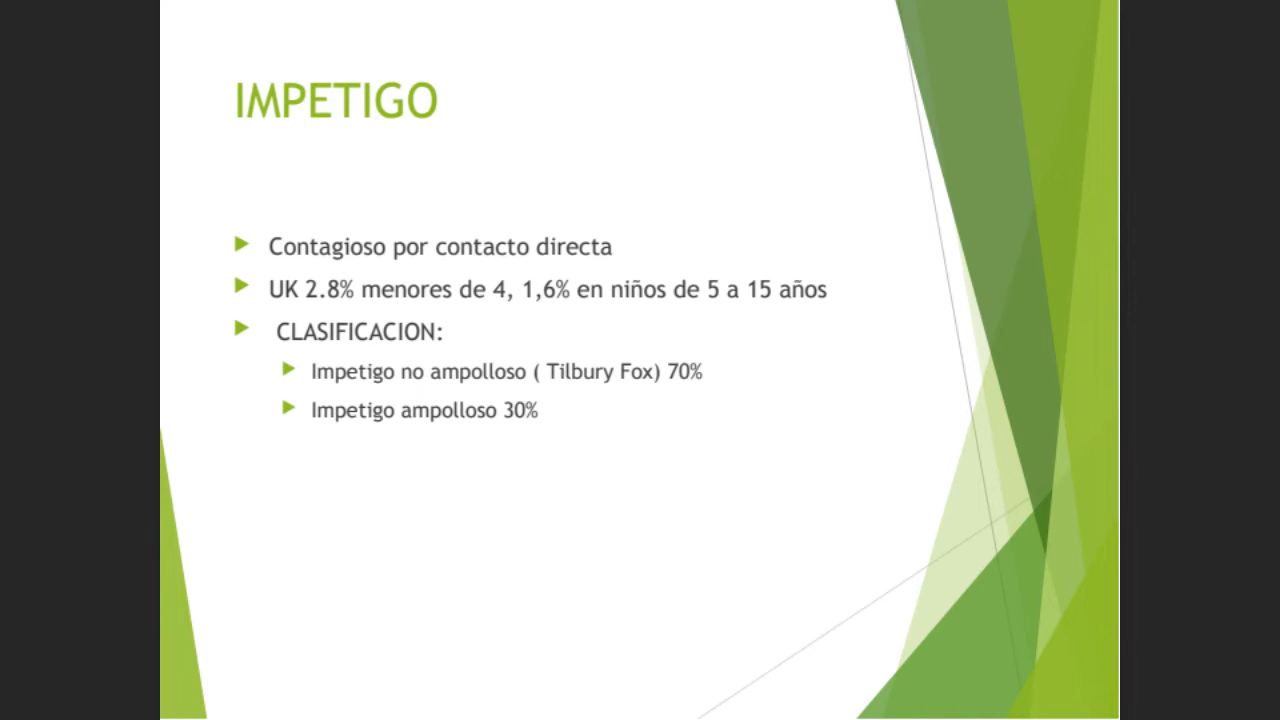 IMPETIGO
Contagioso por contacto directa
UK 2.8% menores de 4, 1,6% en niños de 5 a 15 años
CLASIFICACION:
Impetigo no ampolloso ( Tilbury Fox) 70%
Impetigo ampolloso 30%